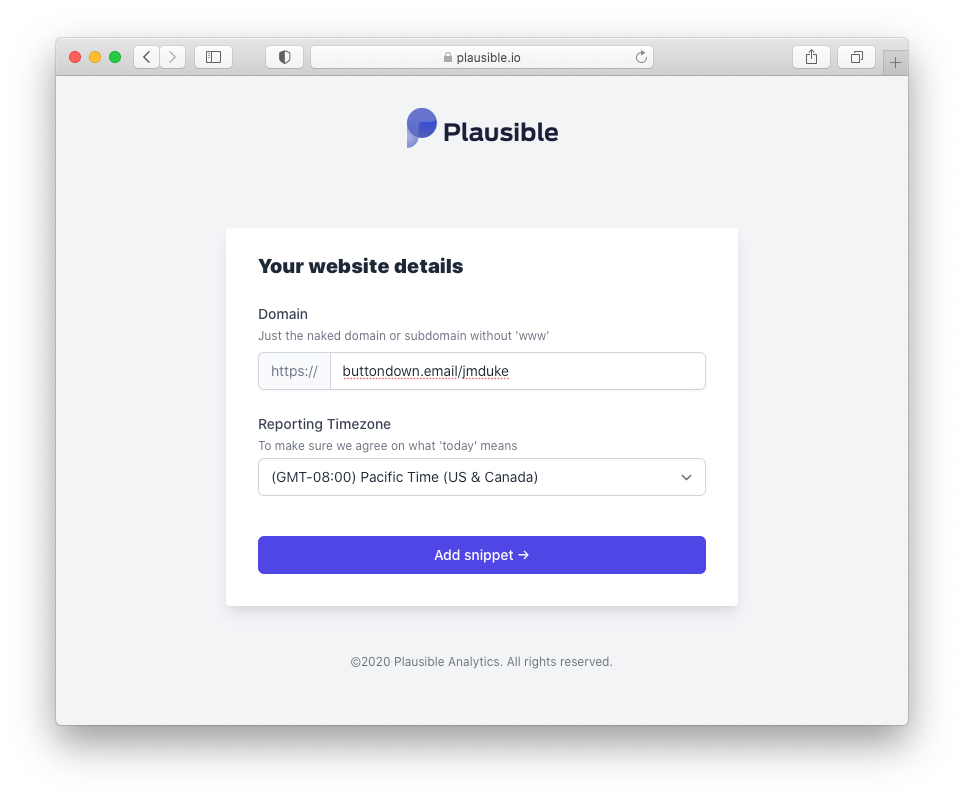 plausible.io
Plausible
Your website details
Domain
Just the naked domain or subdomain without 'www'
https:// buttondown.email/jmduke
Reporting Timezone
To make sure we agree on what 'today' means
(GMT-08:00) Pacific Time (US & Canada)
Add snippet →
©2020 Plausible Analytics. All rights reserved.